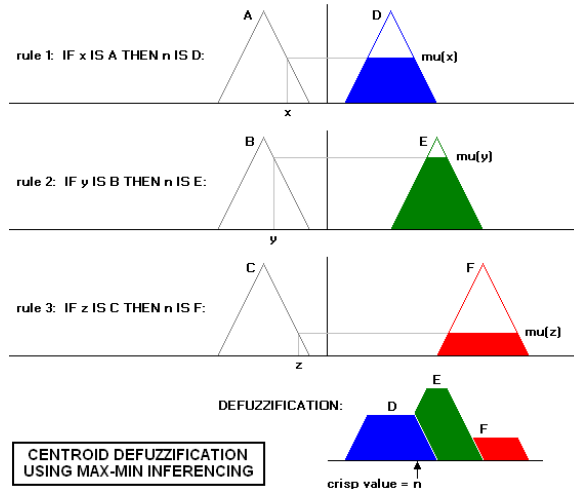 A
D
rule 1: IF x IS A THEN n IS D:
mu(x)
x
B
E
rule 2: IF y IS B THEN n IS E:
mu(y)
y
C
F
rule 3: IF z IS C THEN n IS F:
mu(z)
z
E
DEFUZZIFICATION:
D
F
CENTROID DEFUZZIFICATION
USING MAX-MIN INFERENCING
crisp value = n